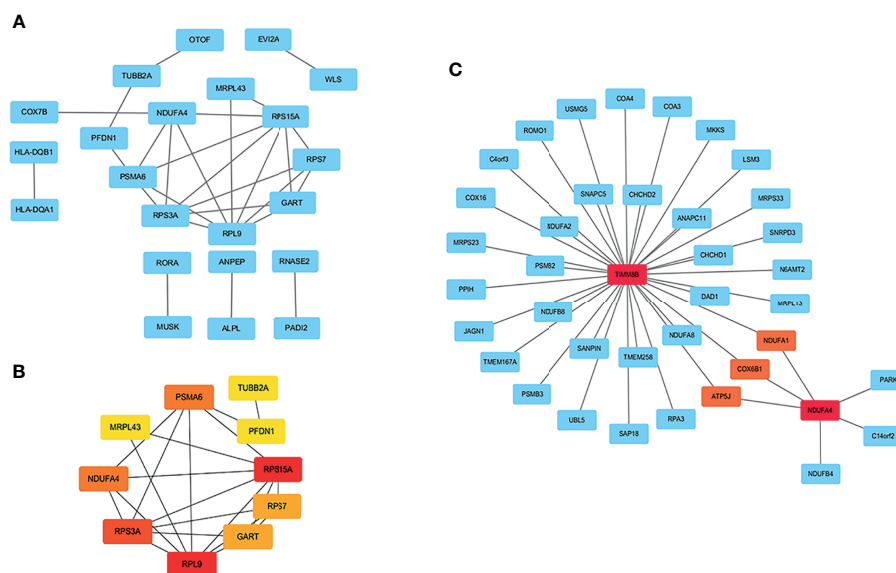 A
OTOF
EVI2A
TUBB2A
WLS
MRPL43
COX7B
NDUFA4
RPS15A
PFDN1
HLA-DQB1
RPS7
PSMA6
GART
HLA-DQA1
RPS3A
RPL9
RORA
ANPEP
RNASE2
MUSK
ALPL
PADI2
B
PSMA6
TUBB2A
MRPL43
PFDN1
RPS15A
NDUFA4
RPS7
RPS3A
GART
RPL9
C
COA4
USMG5
COA3
ROMO1
MKKS
C4orf3
LSM3
SNAPC5
CHCHD2
COX16
MRPS33
ANAPC11
NDUFA2
SNRPD3
MRPS23
CHCHD1
PSMB2
TIMM8B
N6AMT2
PPIH
DAD1
MRPL13
NDUFB8
JAGN1
NDUFA8
NDUFA1
SANPIN
TMEM258
TMEM167A
COX6B1
PARK
PSMB3
ATP5J
NDUFA4
UBL5
RPA3
SAP18
C14orf2
NDUFB4